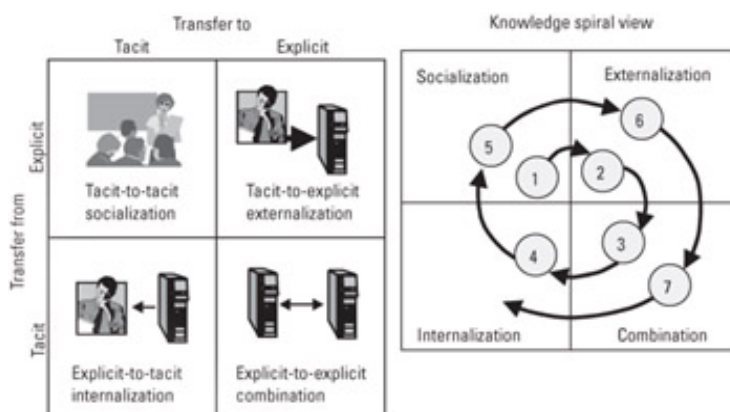 Transfer to
Tacit
Explicit
Transfer from
Explicit
Tacit
Tacit-to-tacit
socialization
Tacit-to-explicit
externalization
Explicit-to-tacit
internalization
Explicit-to-explicit
combination
Knowledge spiral view
Socialization
Externalization
5
6
1
2
4
3
7
Internalization
Combination